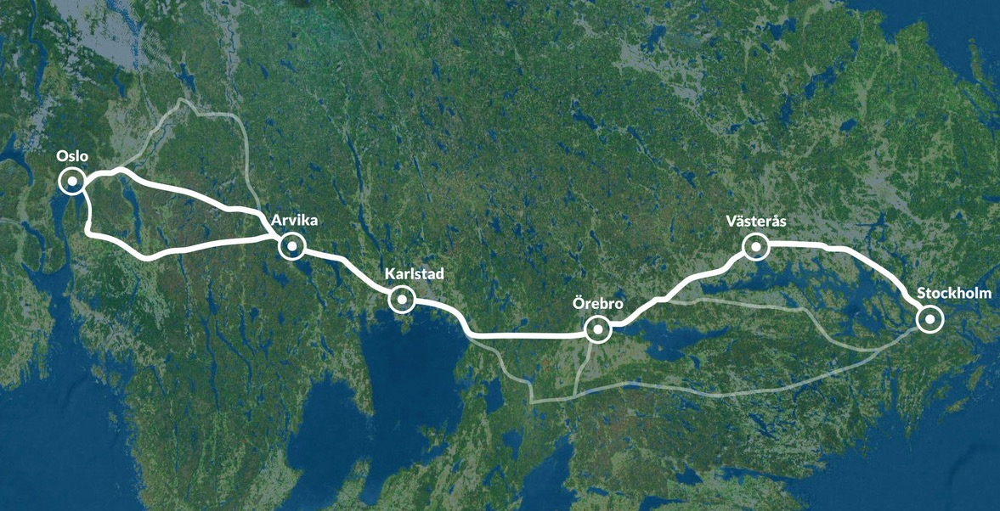 Oslo
Arvika
Karlstad
Örebro
Västerås
Stockholm